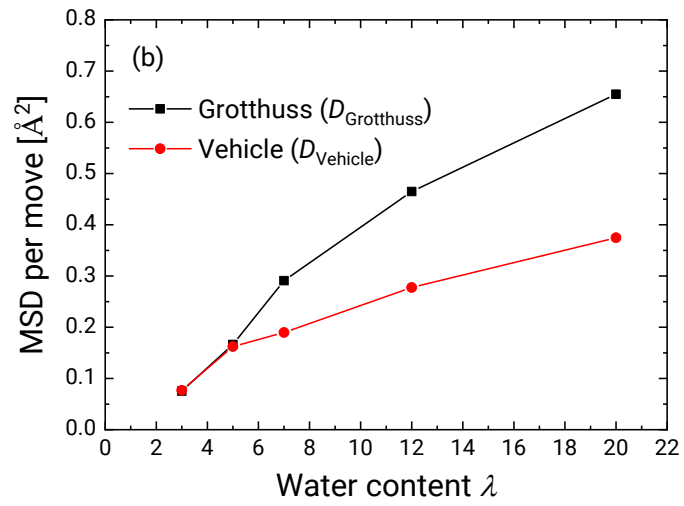 (b)
Grotthuss (D_Grotthuss)
Vehicle (D_Vehicle)
MSD per move [Å²]
0.8
0.7
0.6
0.5
0.4
0.3
0.2
0.1
0.0
0 2 4 6 8 10 12 14 16 18 20 22
Water content λ